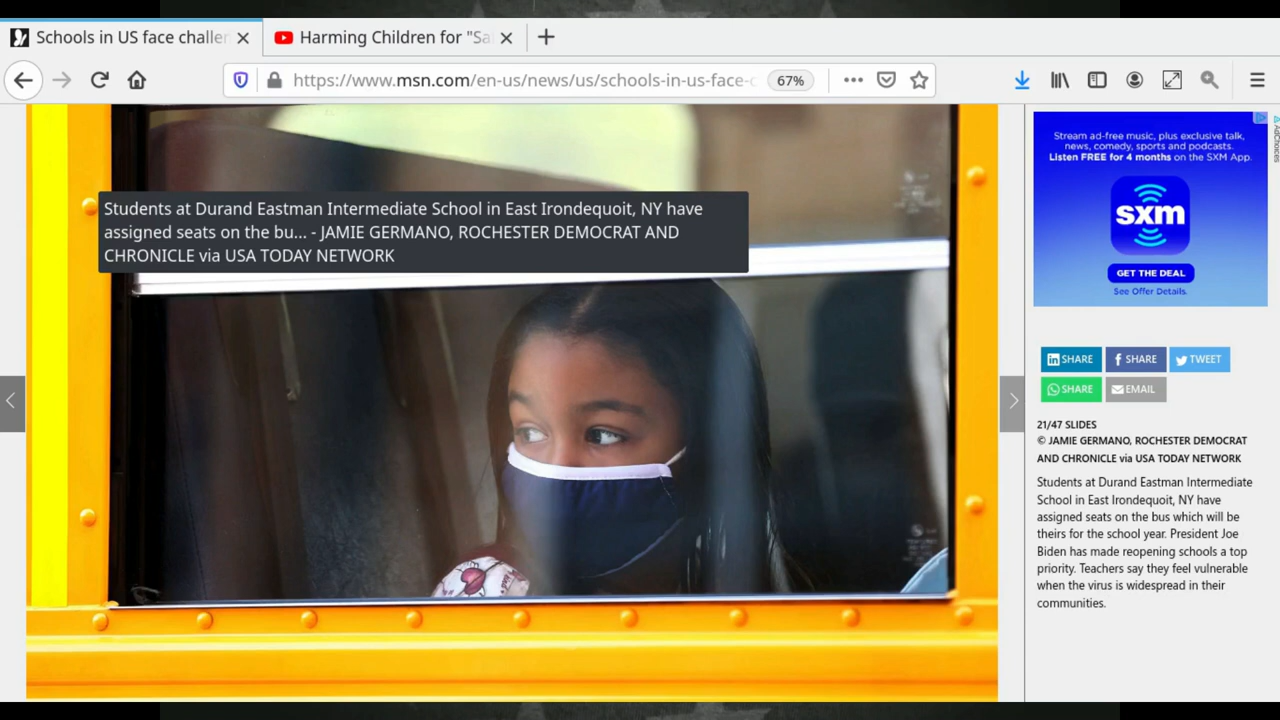 Schools in US face challen
Harming Children for "Sa
https://www.msn.com/en-us/news/us/schools-in-us-face-c
67%
Students at Durand Eastman Intermediate School in East Irondequoit, NY have
assigned seats on the bu... - JAMIE GERMANO, ROCHESTER DEMOCRAT AND
CHRONICLE via USA TODAY NETWORK
Stream ad-free music, plus exclusive talk,
news, comedy, sports and podcasts.
Listen FREE for 4 months on the SXM App.
sxm
GET THE DEAL
See Offer Details.
AdChoices
SHARE
SHARE
TWEET
SHARE
EMAIL
21/47 SLIDES
© JAMIE GERMANO, ROCHESTER DEMOCRAT
AND CHRONICLE via USA TODAY NETWORK
Students at Durand Eastman Intermediate
School in East Irondequoit, NY have
assigned seats on the bus which will be
theirs for the school year. President Joe
Biden has made reopening schools a top
priority. Teachers say they feel vulnerable
when the virus is widespread in their
communities.